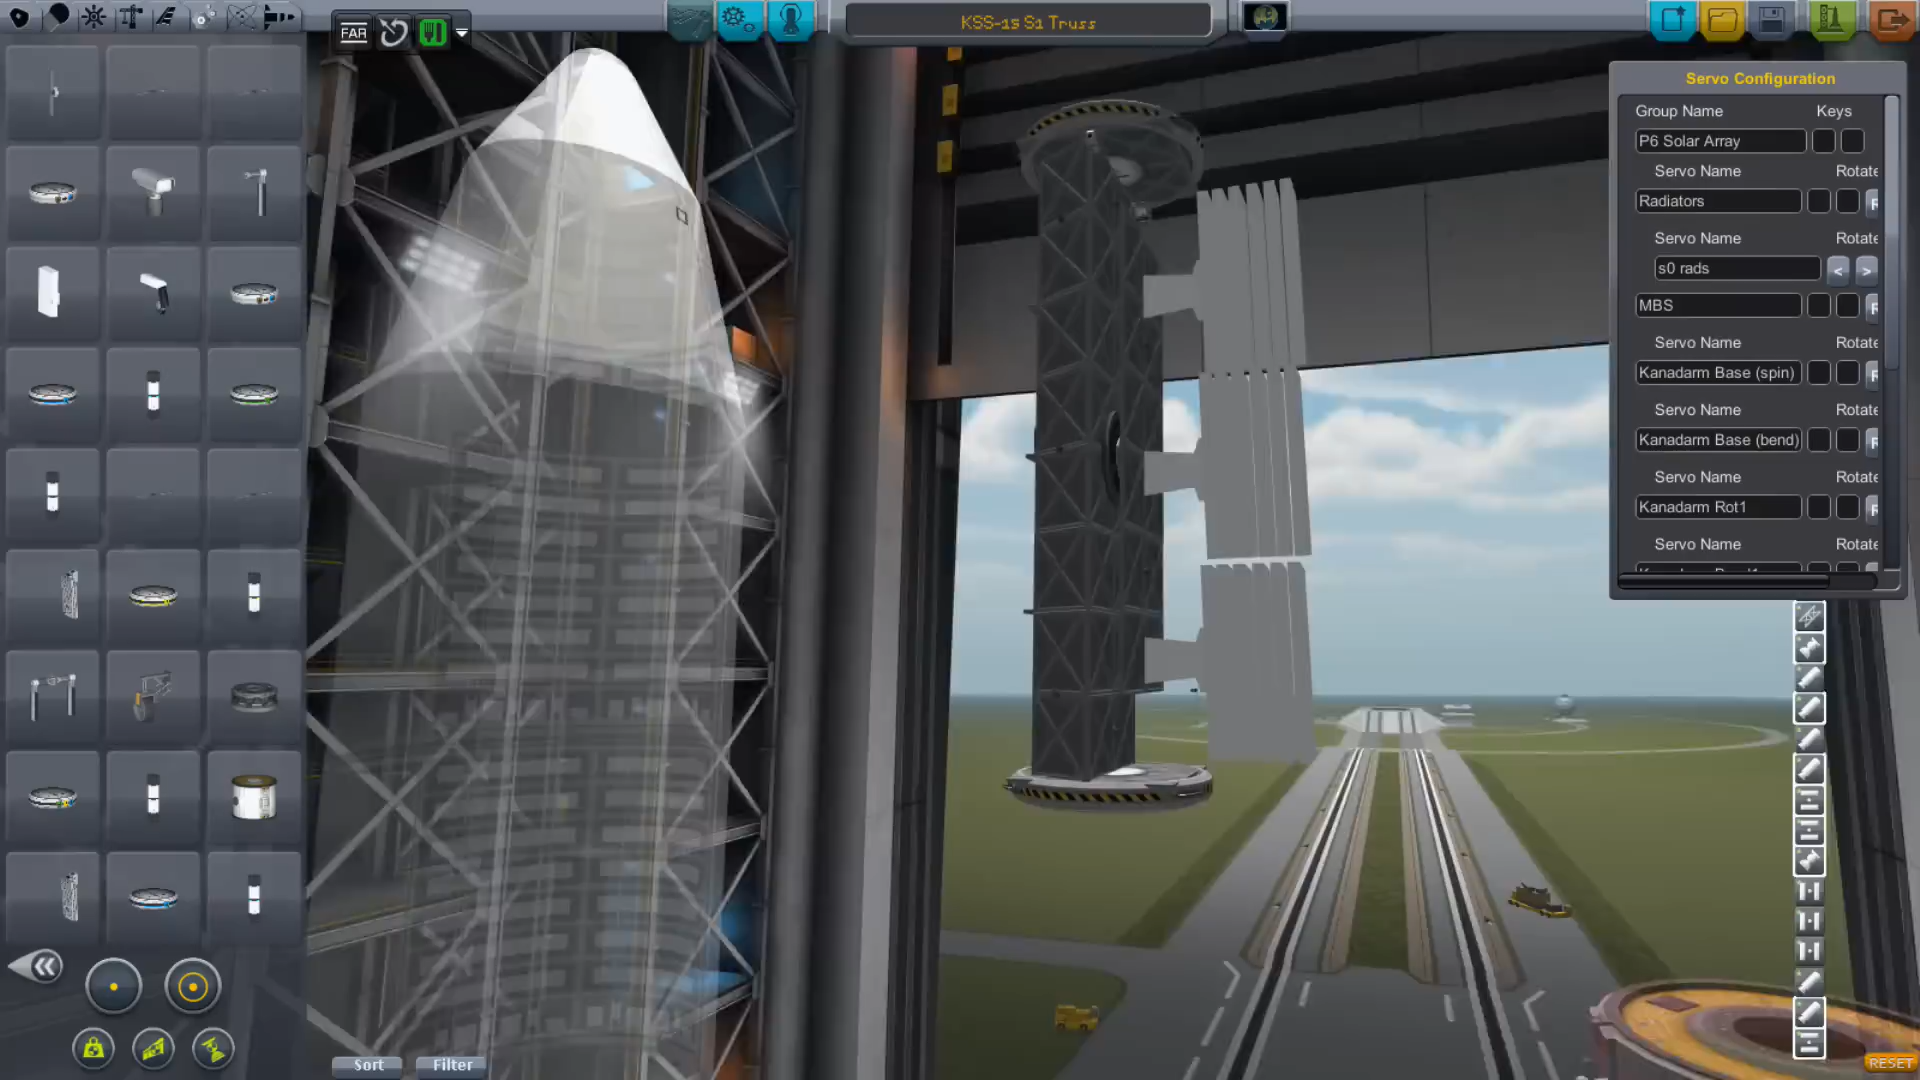 FAR
KSS-15 S1 Truss
Servo Configuration
Group Name Keys
P6 Solar Array
Servo Name Rotate
Radiators
Servo Name Rotate
s0 rads < >
MBS
Servo Name Rotate
Kanadarm Base (spin)
Servo Name Rotate
Kanadarm Base (bend)
Servo Name Rotate
Kanadarm Rot1
Servo Name Rotate
Sort Filter
RESET